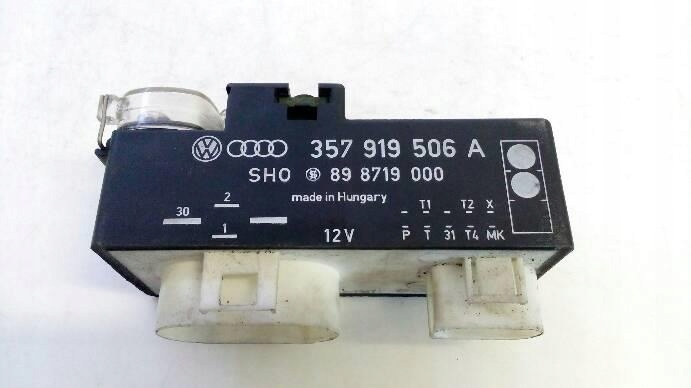 357 919 506 A
SHO 89 8719 000
made in Hungary
2
30
1
12V
T1 T2 X
P T 31 T4 MK